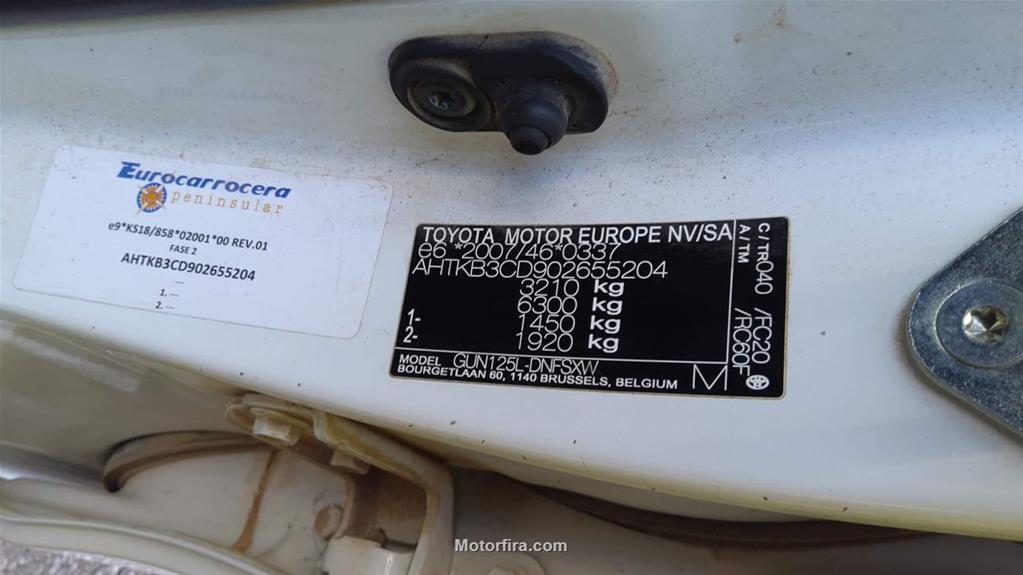 Eurocarrocera
peninsular
e9*KS18/858*02001*00 REV.01
FASE 2
AHTKB3CD902655204
---
1. ---
2. ---
TOYOTA MOTOR EUROPE NV/SA
e6 *2007/46*0337
AHTKB3CD902655204
3210 kg
6300 kg
1- 1450 kg
2- 1920 kg
MODEL GUN125L-DNFSXW
BOURGETLAAN 60, 1140 BRUSSELS, BELGIUM
M
C/TR 040 /FC20
A/TM /RC60F
Motorfira.com